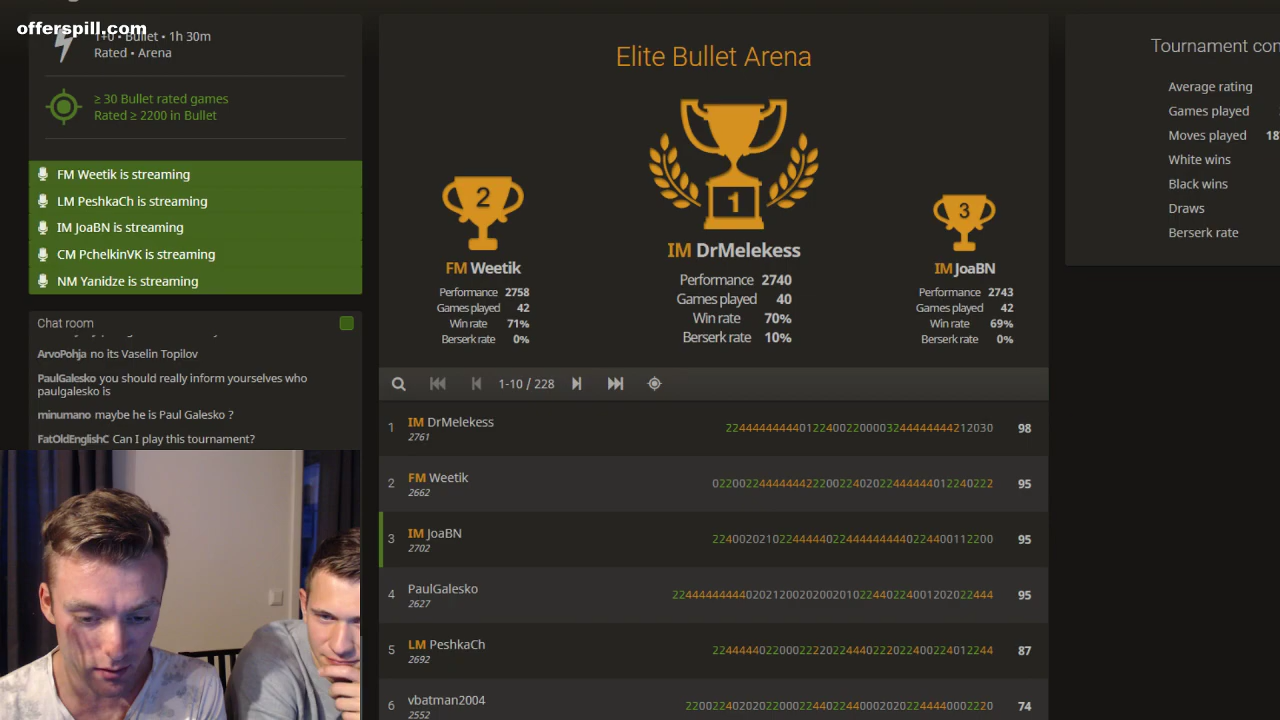 offerspill.com
1+0 • Bullet • 1h 30m
Rated • Arena
≥ 30 Bullet rated games
Rated ≥ 2200 in Bullet
FM Weetik is streaming
LM PeshkaCh is streaming
IM JoaBN is streaming
CM PchelkinVK is streaming
NM Yanidze is streaming
Chat room
ArvoPohja no its Vaselin Topilov
PaulGalesko you should really inform yourselves who
paulgalesko is
minumano maybe he is Paul Galesko ?
FatOldEnglishC Can I play this tournament?
Elite Bullet Arena
2
FM Weetik
Performance 2758
Games played 42
Win rate 71%
Berserk rate 0%
1
IM DrMelekess
Performance 2740
Games played 40
Win rate 70%
Berserk rate 10%
3
IM JoaBN
Performance 2743
Games played 42
Win rate 69%
Berserk rate 0%
1-10 / 228
1 IM DrMelekess 2244444444401224002200003244444444212030 98
2761
2 FM Weetik 02200224444442220022402022444444012240222 95
2662
3 IM JoaBN 22400202102244444022444444440224400112200 95
2702
4 PaulGalesko 22444444444020212002020020102244022400120202244​4 95
2627
5 LM PeshkaCh 224444402200022220224440222022400224012244 87
2692
6 vbatman2004 2200224020202200022440224400020202244440002220 74
2552
Tournament con
Average rating
Games played
Moves played 18
White wins
Black wins
Draws
Berserk rate